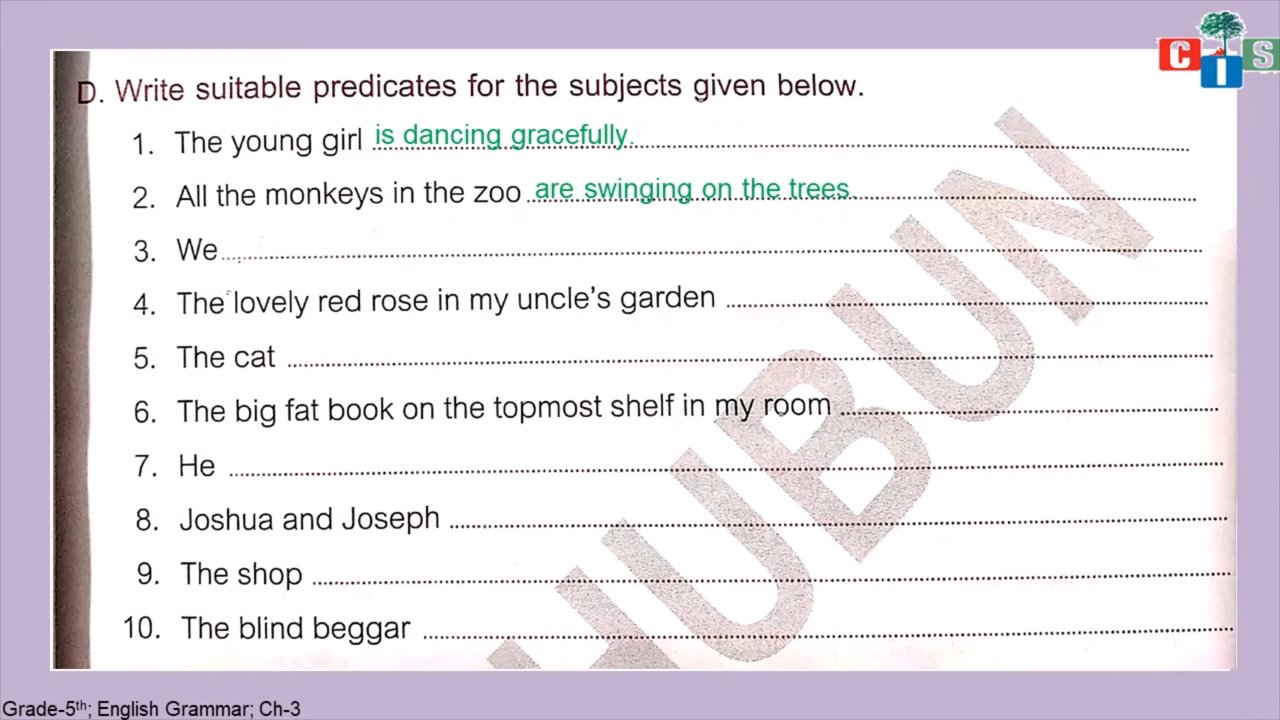 C I S
D. Write suitable predicates for the subjects given below.
1. The young girl is dancing gracefully.
2. All the monkeys in the zoo are swinging on the trees.
3. We
4. The lovely red rose in my uncle's garden
5. The cat
6. The big fat book on the topmost shelf in my room
7. He
8. Joshua and Joseph
9. The shop
10. The blind beggar
HUBUN
Grade-5th; English Grammar; Ch-3